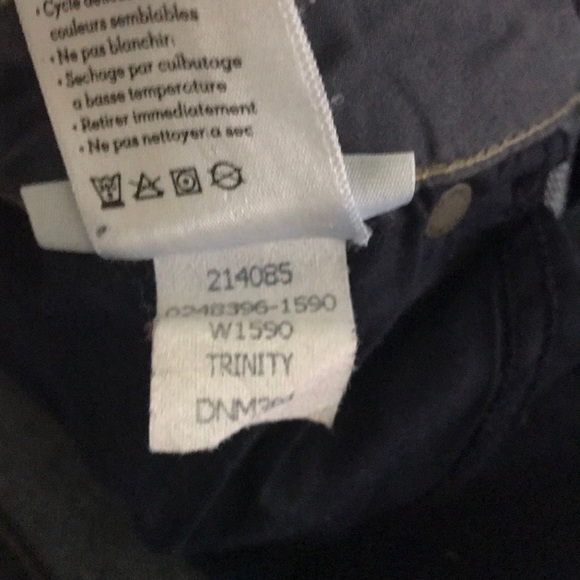 · Cycle
couleurs semblables
· Ne pas blanchir
· Sechage par culbutage
a basse temperature
· Retirer immediatement
· Ne pas nettoyer a sec
214085
0248396-1590
W1590
TRINITY